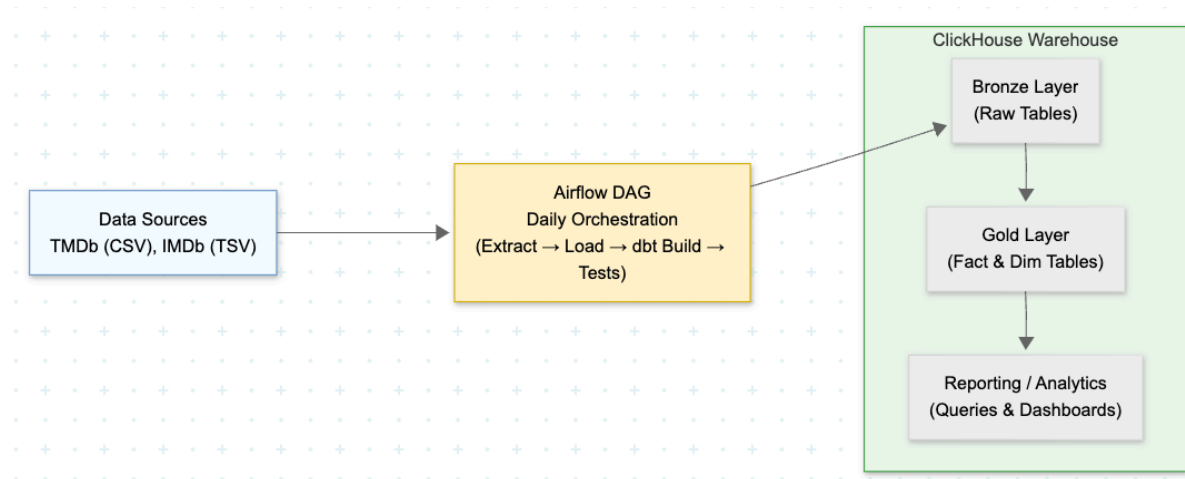 Data Sources
TMDb (CSV), IMDb (TSV)
Airflow DAG
Daily Orchestration
(Extract → Load → dbt Build →
Tests)
ClickHouse Warehouse
Bronze Layer
(Raw Tables)
Gold Layer
(Fact & Dim Tables)
Reporting / Analytics
(Queries & Dashboards)